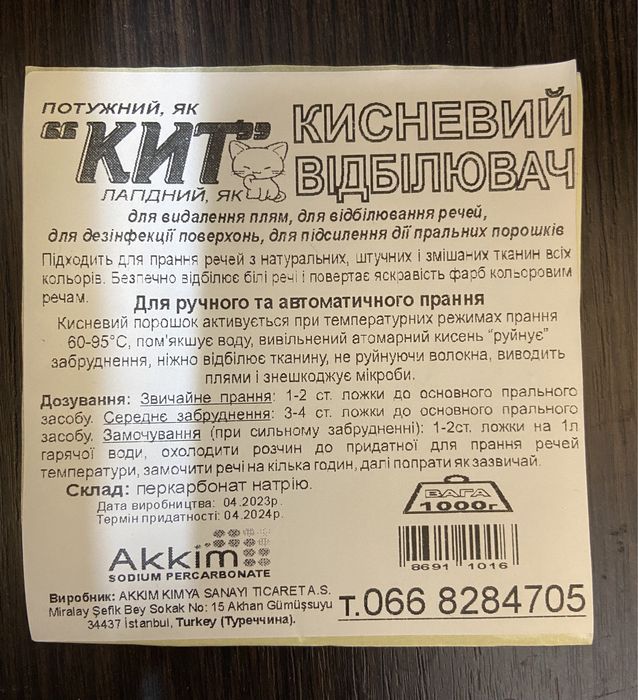 ПОТУЖНИЙ, ЯК
"КИТ"
ЛАГІДНИЙ, ЯК
КИСНЕВИЙ
ВІДБІЛЮВАЧ
для видалення плям, для відбілювання речей,
для дезінфекції поверхонь, для підсилення дії пральних порошків
Підходить для прання речей з натуральних, штучних і змішаних тканин всіх
кольорів. Безпечно відбілює білі речі і повертає яскравість фарб кольоровим
речам.
Для ручного та автоматичного прання
Кисневий порошок активується при температурних режимах прання
60-95°C, пом'якшує воду, вивільнений атомарний кисень "руйнує"
забруднення, ніжно відбілює тканину, не руйнуючи волокна, виводить
плями і знешкоджує мікроби.
Дозування: Звичайне прання: 1-2 ст. ложки до основного прального
засобу. Середнє забруднення: 3-4 ст. ложки до основного прального
засобу. Замочування (при сильному забрудненні): 1-2ст. ложки на 1л
гарячої води, охолодити розчин до придатної для прання речей
температури, замочити речі на кілька годин, далі попрати як зазвичай.
Склад: перкарбонат натрію.
Дата виробництва: 04.2023р.
Термін придатності: 04.2024р.
ВАГА
1000г
8691 1016
Akkim
SODIUM PERCARBONATE
Виробник: AKKIM KIMYA SANAYI TICARET A.S.
Miralay Şefik Bey Sokak No: 15 Akhan Gümüşsuyu
34437 İstanbul, Turkey (Туреччина).
т.066 8284705